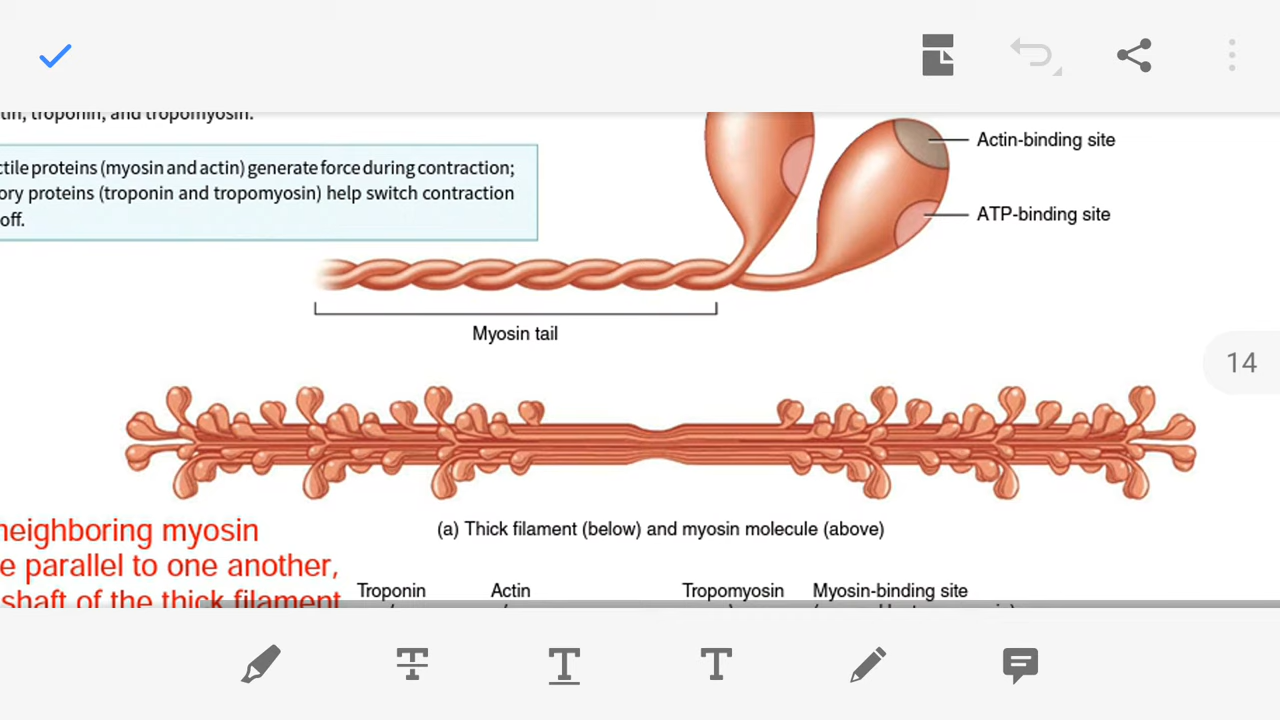 tin, troponin, and tropomyosin.
ctile proteins (myosin and actin) generate force during contraction;
ory proteins (troponin and tropomyosin) help switch contraction
off.
Actin-binding site
ATP-binding site
Myosin tail
14
(a) Thick filament (below) and myosin molecule (above)
neighboring myosin
e parallel to one another,
shaft of the thick filament
Troponin Actin Tropomyosin Myosin-binding site